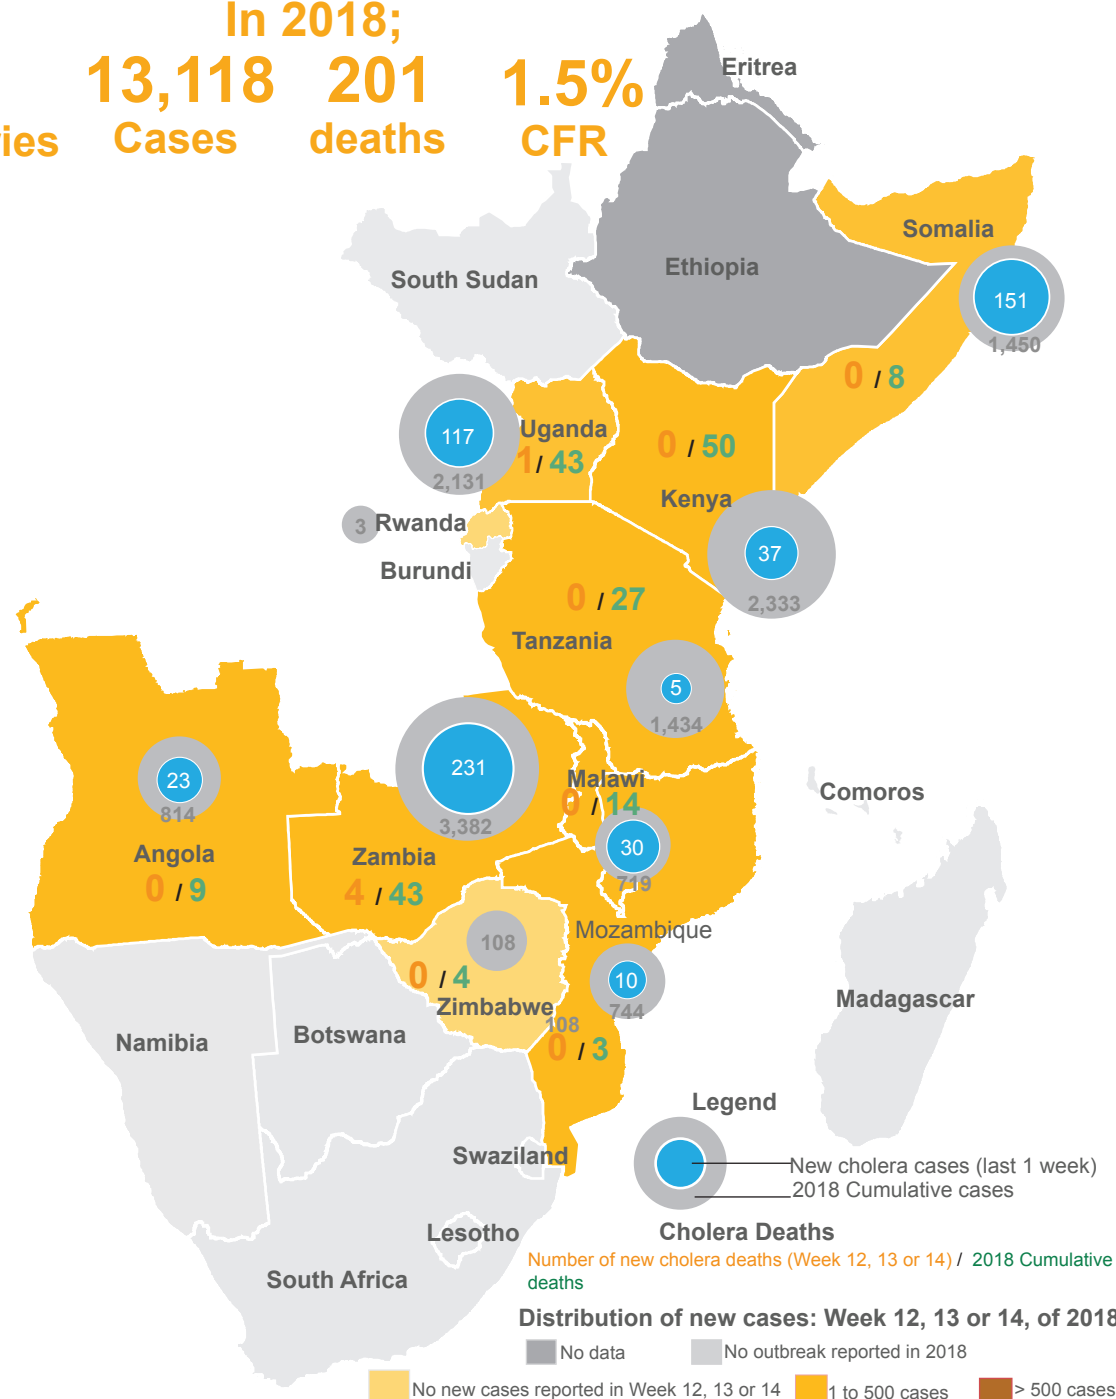 In 2018;
13,118 201 1.5%
ies Cases deaths CFR
Eritrea
Somalia
Ethiopia
South Sudan
151
1,450
0 / 8
117
2,131
Uganda
1/ 43
0 / 50
Kenya
37
2,333
3 Rwanda
Burundi
0 / 27
Tanzania
5
1,434
231
3,382
23
814
Malawi
0 / 14
30
719
Comoros
Angola
0 / 9
Zambia
4 / 43
Mozambique
108
0 / 4
Zimbabwe
108
10
744
0 / 3
Madagascar
Namibia
Botswana
Legend
Swaziland
New cholera cases (last 1 week)
2018 Cumulative cases
Lesotho
South Africa
Cholera Deaths
Number of new cholera deaths (Week 12, 13 or 14) / 2018 Cumulative
deaths
Distribution of new cases: Week 12, 13 or 14, of 2018
No data No outbreak reported in 2018
No new cases reported in Week 12, 13 or 14 1 to 500 cases > 500 cases